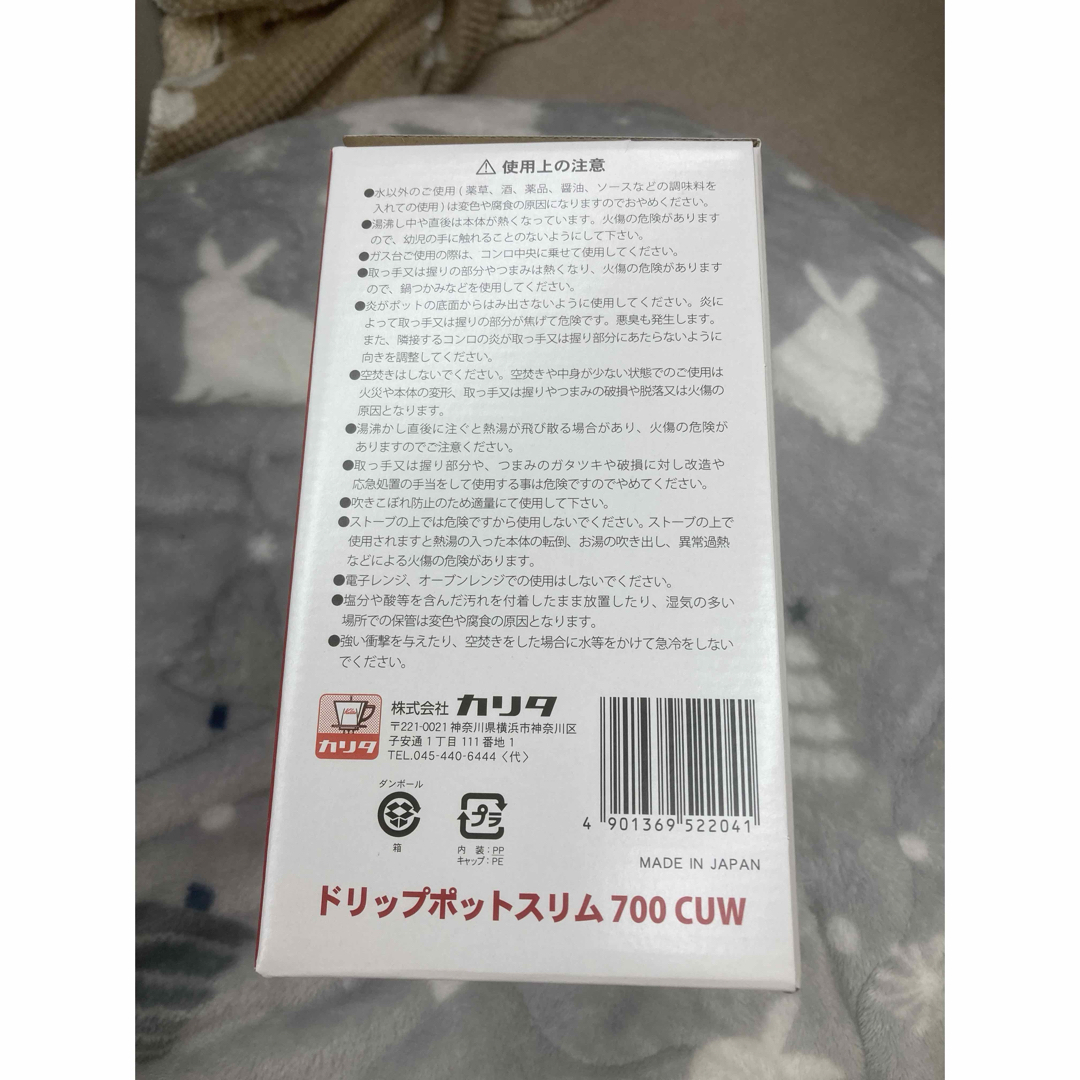 ⚠ 使用上の注意
●水以外のご使用(薬草、酒、薬品、醤油、ソースなどの調味料を
入れての使用)は変色や腐食の原因になりますのでおやめください。
●湯沸し中や直後は本体が熱くなっています。火傷の危険があります
ので、幼児の手に触れることのないようにして下さい。
●ガス台ご使用の際は、コンロ中央に乗せて使用してください。
●取っ手又は握りの部分やつまみは熱くなり、火傷の危険があります
ので、鍋つかみなどを使用してください。
●炎がポットの底面からはみ出さないように使用してください。炎に
よって取っ手又は握りの部分が焦げて危険です。悪臭も発生します。
また、隣接するコンロの炎が取っ手又は握り部分にあたらないように
向きを調整してください。
●空焚きはしないでください。空焚きや中身が少ない状態でのご使用は
火災や本体の変形、取っ手又は握りやつまみの破損や脱落又は火傷の
原因となります。
●湯沸かし直後に注ぐと熱湯が飛び散る場合があり、火傷の危険が
ありますのでご注意ください。
●取っ手又は握り部分や、つまみのガタツキや破損に対し改造や
応急処置の手当をして使用する事は危険ですのでやめてください。
●吹きこぼれ防止のため適量にて使用して下さい。
●ストーブの上では危険ですから使用しないでください。ストーブの上で
使用されますと熱湯の入った本体の転倒、お湯の吹き出し、異常過熱
などによる火傷の危険があります。
●電子レンジ、オーブンレンジでの使用はしないでください。
●塩分や酸等を含んだ汚れを付着したまま放置したり、湿気の多い
場所での保管は変色や腐食の原因となります。
●強い衝撃を与えたり、空焚きをした場合に水等をかけて急冷をしない
でください。
カリタ
株式会社 カリタ
〒221-0021 神奈川県横浜市神奈川区
子安通1丁目111番地1
TEL.045-440-6444〈代〉
ダンボール
箱
プラ
内 装:PP
キャップ:PE
4 901369 522041
MADE IN JAPAN
ドリップポットスリム 700 CUW